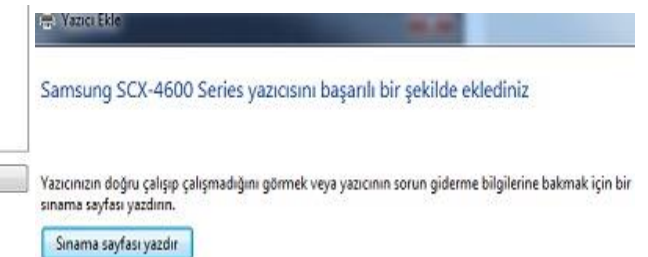 Yazıcı Ekle
Samsung SCX-4600 Series yazıcısını başarılı bir şekilde eklediniz
Yazıcınızın doğru çalışıp çalışmadığını görmek veya yazıcının sorun giderme bilgilerine bakmak için bir
sınama sayfası yazdırın.
Sınama sayfası yazdır